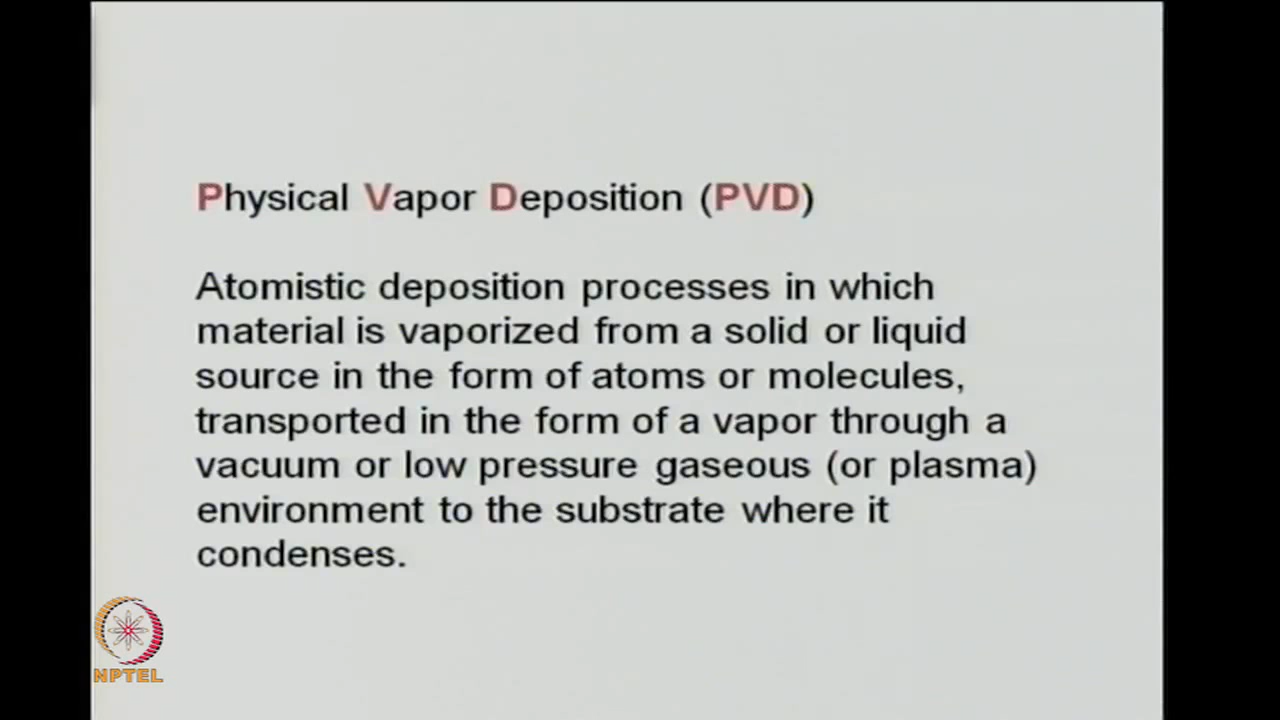 Physical Vapor Deposition (PVD)
Atomistic deposition processes in which
material is vaporized from a solid or liquid
source in the form of atoms or molecules,
transported in the form of a vapor through a
vacuum or low pressure gaseous (or plasma)
environment to the substrate where it
condenses.
NPTEL